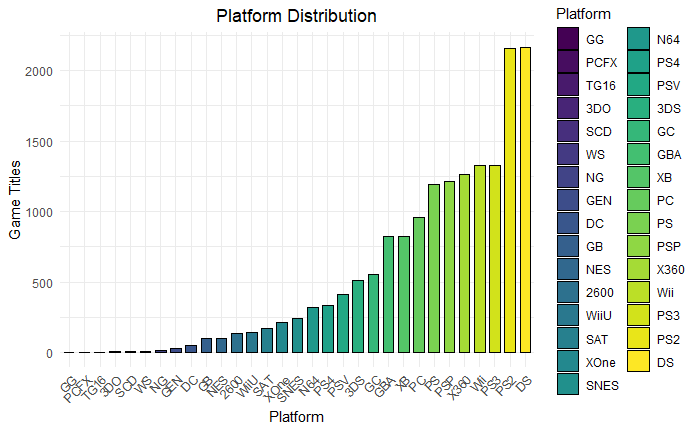 Platform Distribution
Game Titles
2000
1500
1000
500
0
GG
PCFX
TG16
3DO
SCD
WS
NG
GEN
DC
GB
NES
2600
WiiU
SAT
XOne
SNES
N64
PS4
PSV
3DS
GC
GBA
XB
PC
PS
PSP
X360
Wii
PS3
PS2
DS
Platform
Platform
GG
PCFX
TG16
3DO
SCD
WS
NG
GEN
DC
GB
NES
2600
WiiU
SAT
XOne
SNES
N64
PS4
PSV
3DS
GC
GBA
XB
PC
PS
PSP
X360
Wii
PS3
PS2
DS